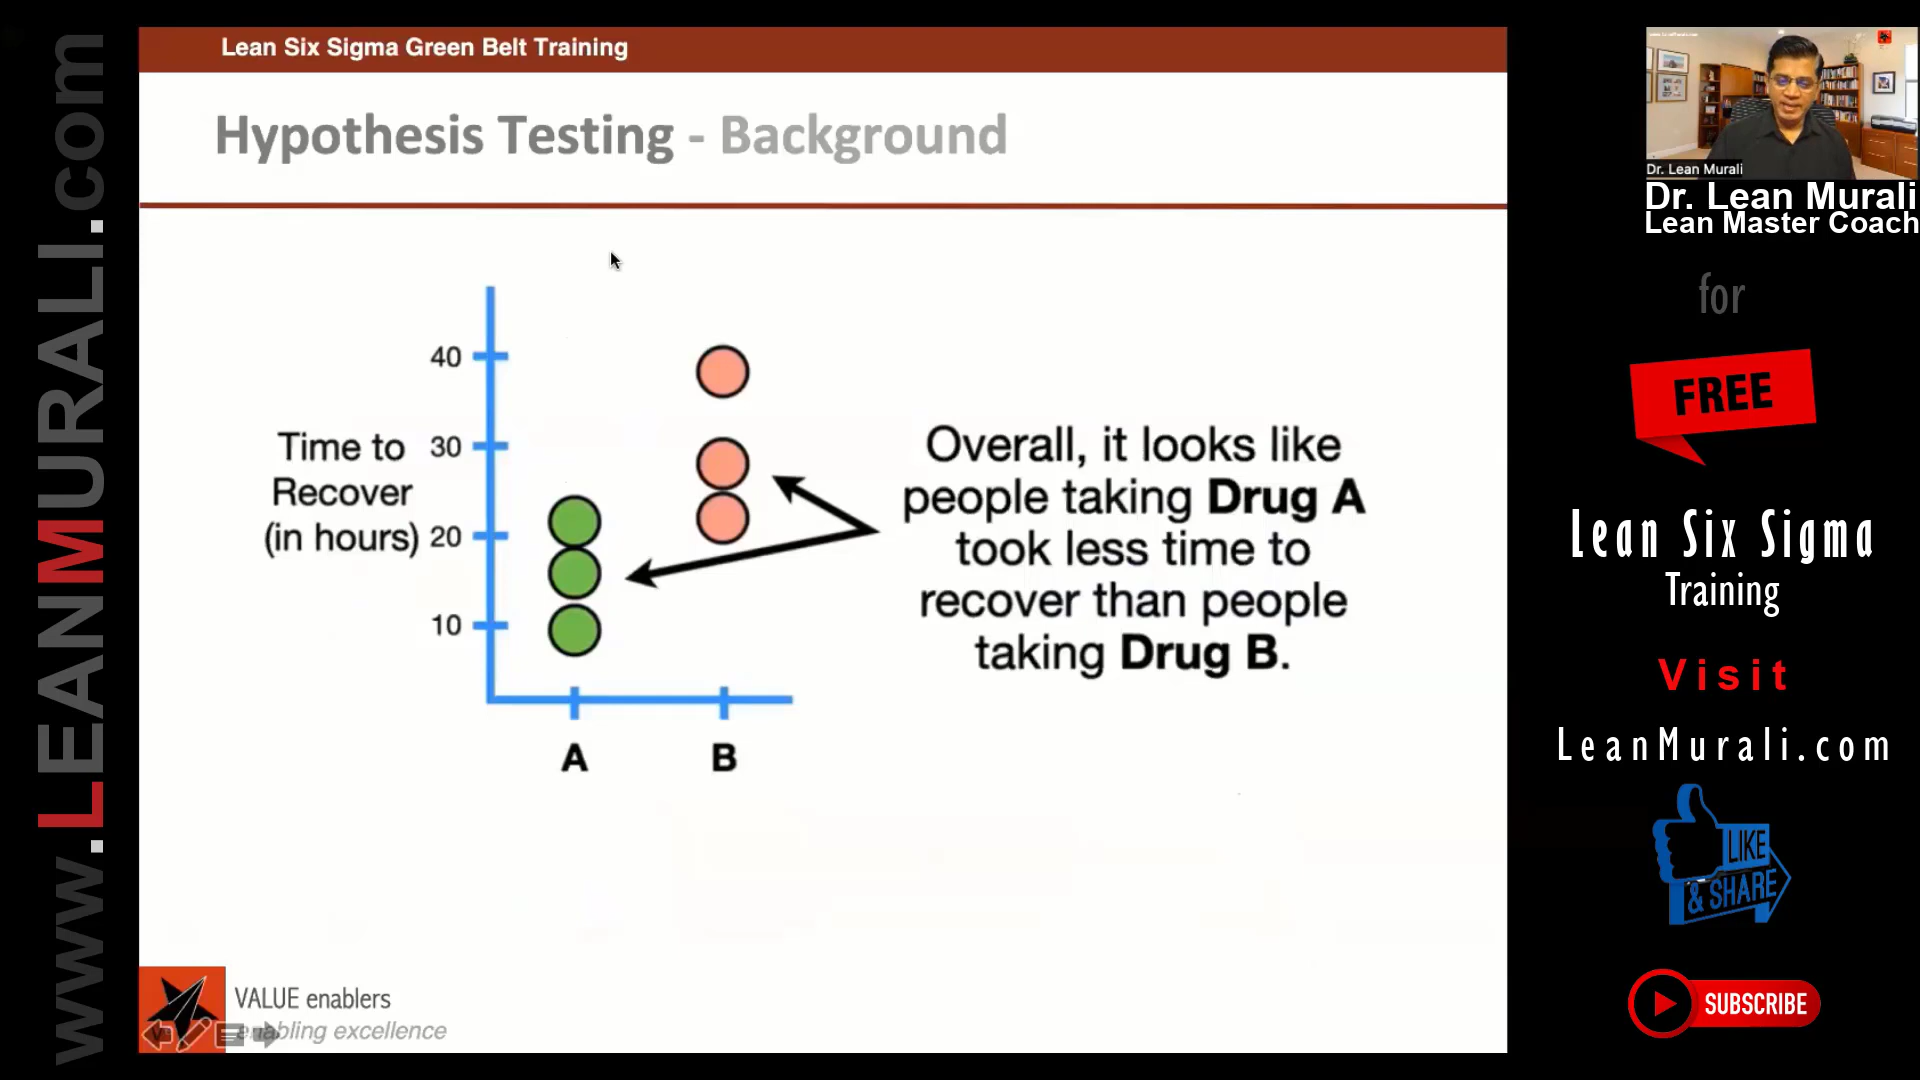 www.LEANMURALI.com
Lean Six Sigma Green Belt Training
Hypothesis Testing - Background
40
30
20
10
Time to
Recover
(in hours)
A
B
Overall, it looks like
people taking Drug A
took less time to
recover than people
taking Drug B.
VALUE enablers
enabling excellence
Dr. Lean Murali
Dr. Lean Murali
Lean Master Coach
for
FREE
Lean Six Sigma
Training
Visit
LeanMurali.com
LIKE
& SHARE
SUBSCRIBE